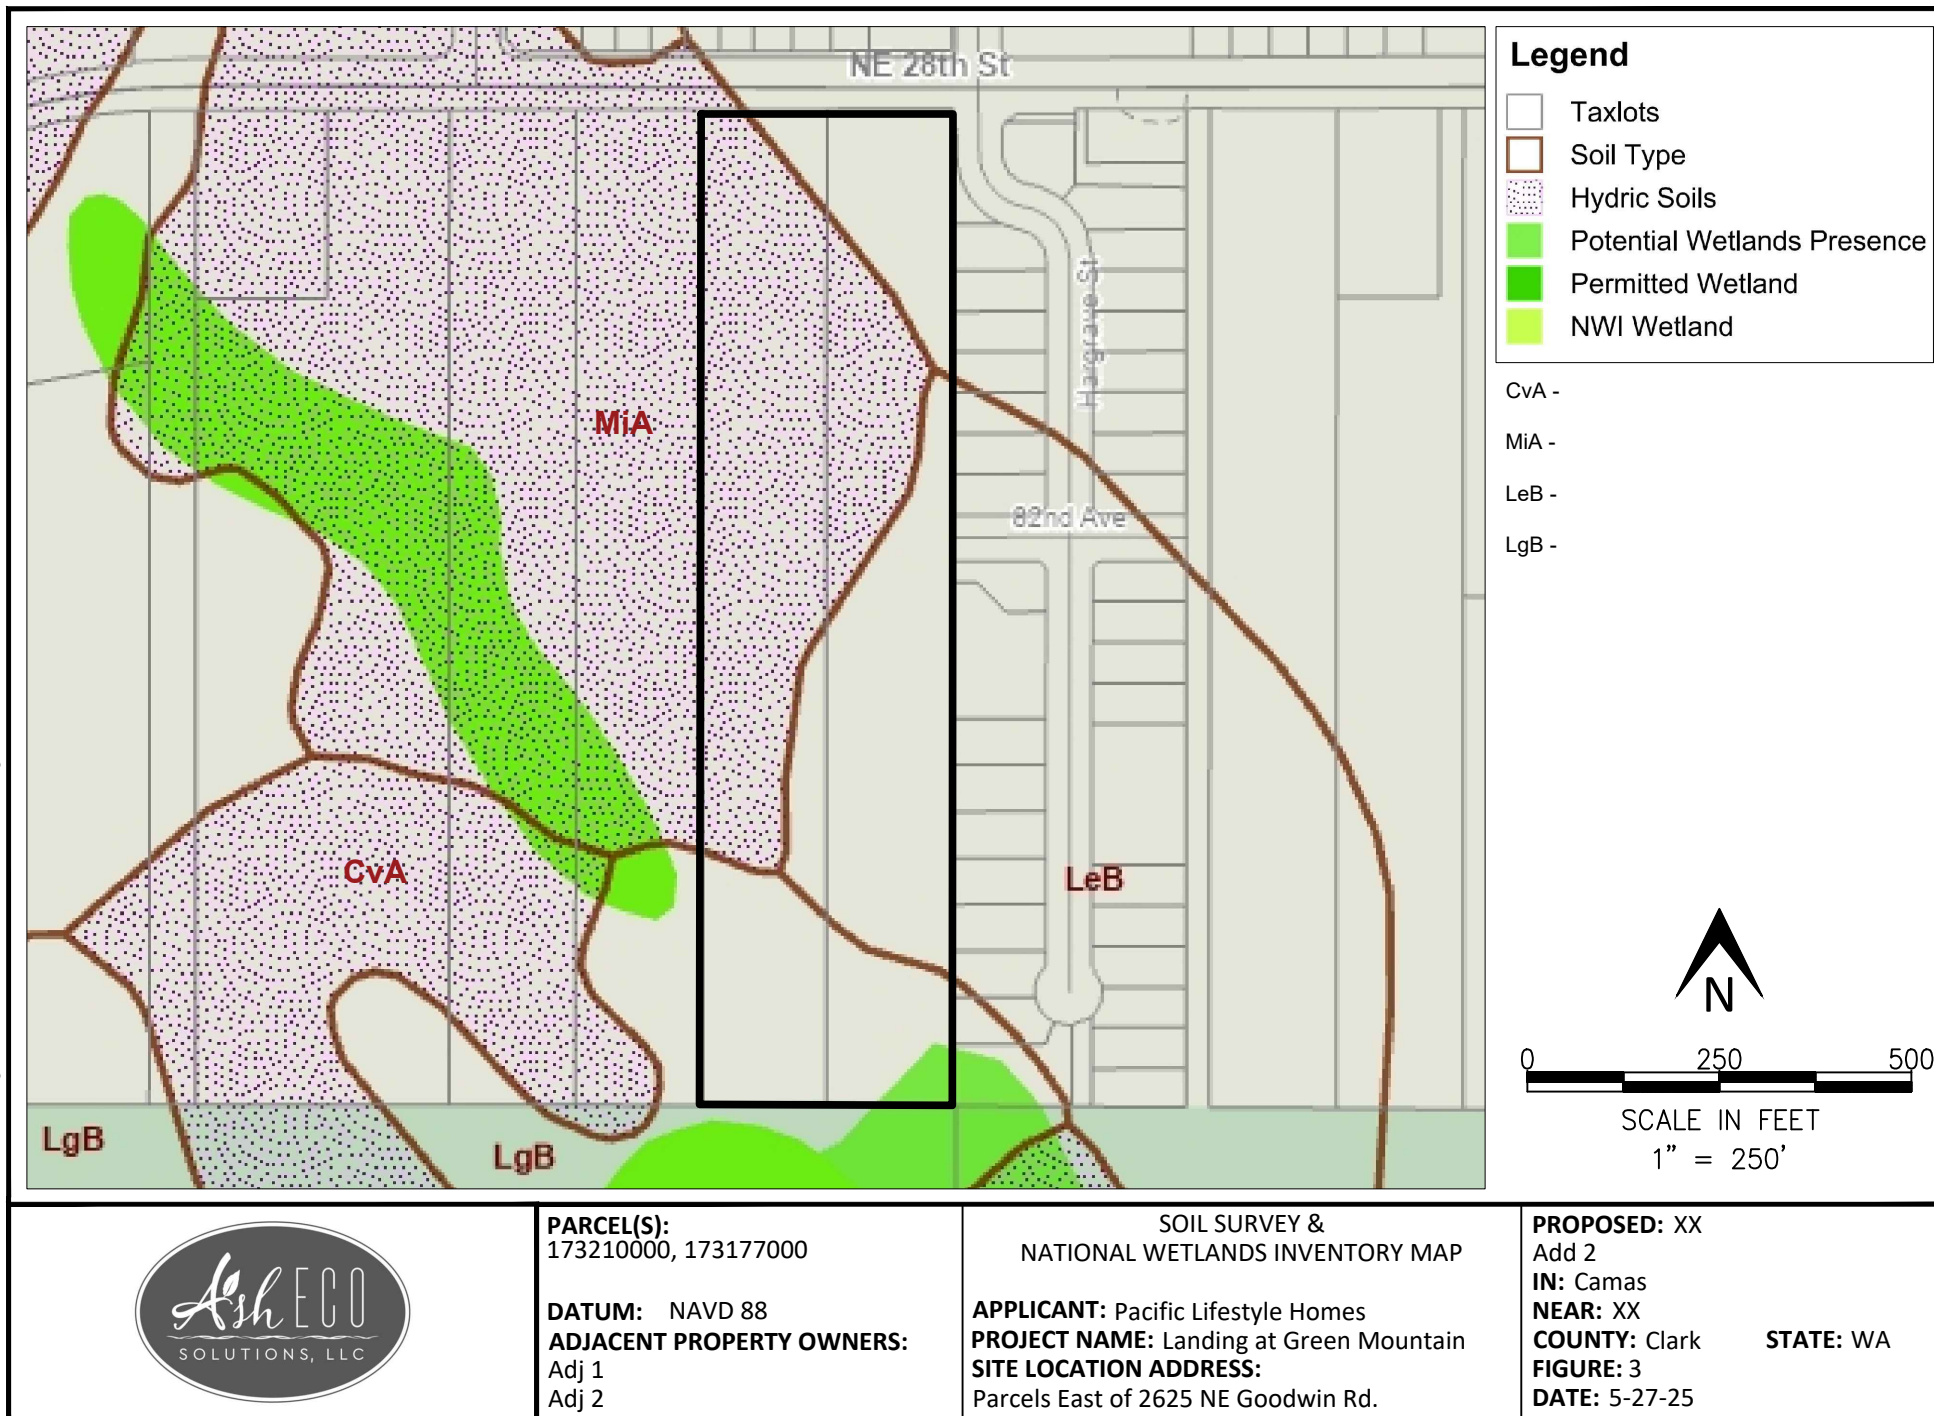 NE 28th St
Hargrave St
MiA
82nd Ave
CvA
LeB
LgB
LgB
Legend
Taxlots
Soil Type
Hydric Soils
Potential Wetlands Presence
Permitted Wetland
NWI Wetland
CvA -
MiA -
LeB -
LgB -
N
0 250 500
SCALE IN FEET
1" = 250'
Ash ECO
SOLUTIONS, LLC
PARCEL(S):
173210000, 173177000
DATUM: NAVD 88
ADJACENT PROPERTY OWNERS:
Adj 1
Adj 2
SOIL SURVEY &
NATIONAL WETLANDS INVENTORY MAP
APPLICANT: Pacific Lifestyle Homes
PROJECT NAME: Landing at Green Mountain
SITE LOCATION ADDRESS:
Parcels East of 2625 NE Goodwin Rd.
PROPOSED: XX
Add 2
IN: Camas
NEAR: XX
COUNTY: Clark STATE: WA
FIGURE: 3
DATE: 5-27-25